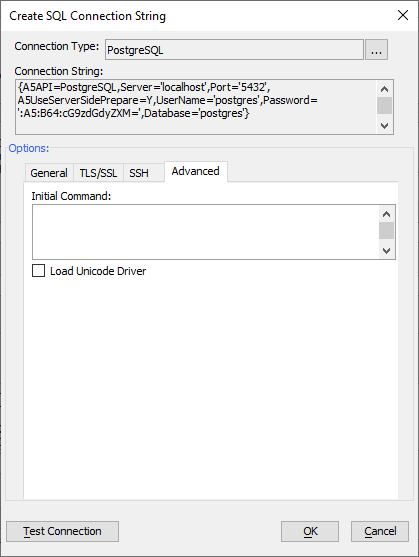 Create SQL Connection String
Connection Type: PostgreSQL ...
Connection String:
{A5API=PostgreSQL,Server='localhost',Port='5432',
A5UseServerSidePrepare=Y,UserName='postgres',Password=
':A5:B64:cG9zdGdyZXM=',Database='postgres'}
Options:
General TLS/SSL SSH Advanced
Initial Command:
Load Unicode Driver
Test Connection OK Cancel